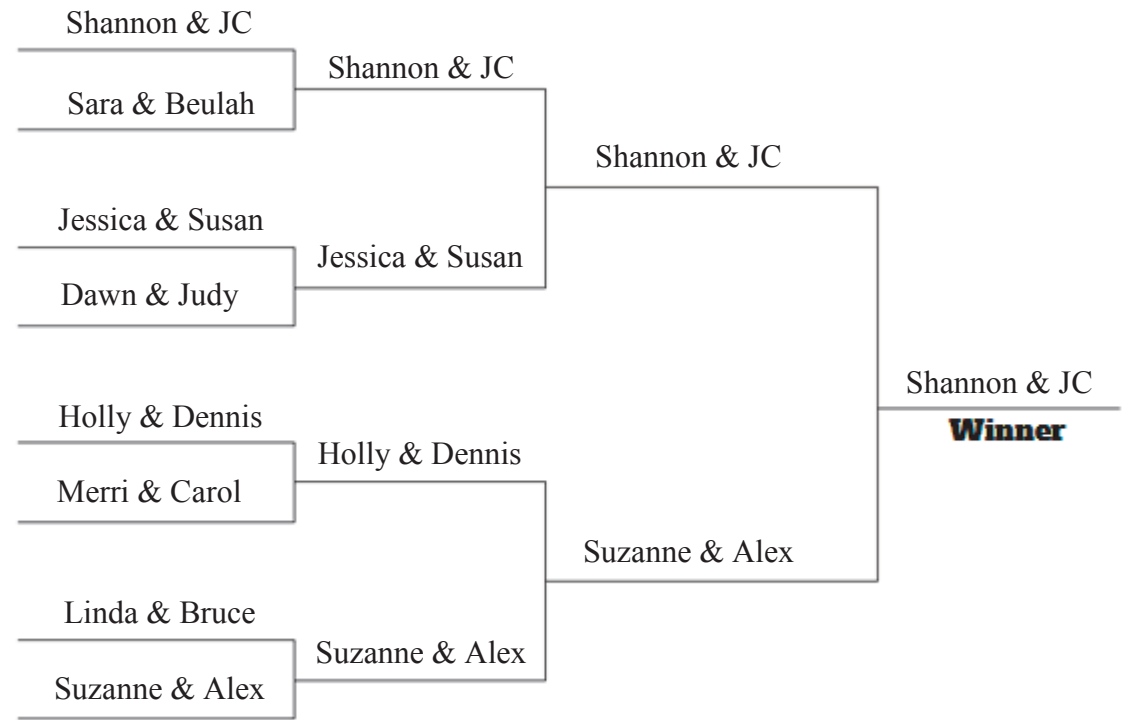 Shannon & JC
Sara & Beulah
Jessica & Susan
Dawn & Judy
Holly & Dennis
Merri & Carol
Linda & Bruce
Suzanne & Alex
Shannon & JC
Jessica & Susan
Holly & Dennis
Suzanne & Alex
Shannon & JC
Suzanne & Alex
Shannon & JC
Winner